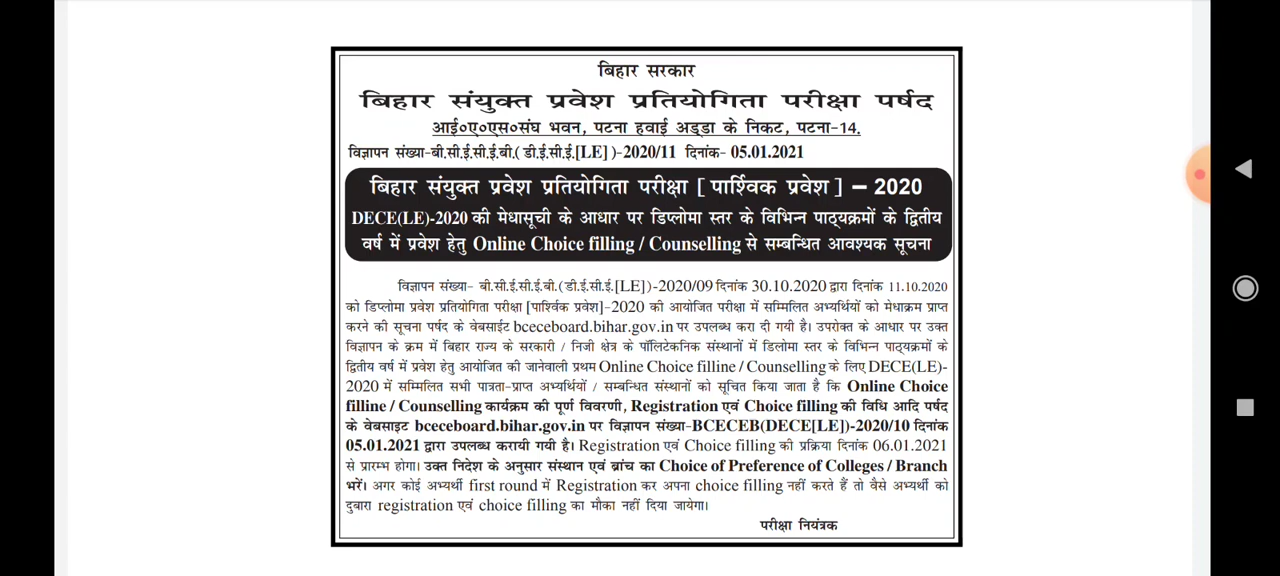 बिहार सरकार
बिहार संयुक्त प्रवेश प्रतियोगिता परीक्षा पर्षद
आई०ए०एस०संघ भवन, पटना हवाई अड्डा के निकट, पटना-14.
विज्ञापन संख्या-बी.सी.ई.सी.ई.बी.( डी.ई.सी.ई.[LE] )-2020/11 दिनांक- 05.01.2021
बिहार संयुक्त प्रवेश प्रतियोगिता परीक्षा [ पार्श्विक प्रवेश ] – 2020
DECE(LE)-2020 की मेधासूची के आधार पर डिप्लोमा स्तर के विभिन्न पाठ्यक्रमों के द्वितीय
वर्ष में प्रवेश हेतु Online Choice filling / Counselling से सम्बन्धित आवश्यक सूचना
विज्ञापन संख्या- बी.सी.ई.सी.ई.बी.(डी.ई.सी.ई.[LE])-2020/09 दिनांक 30.10.2020 द्वारा दिनांक 11.10.2020
को डिप्लोमा प्रवेश प्रतियोगिता परीक्षा [पार्श्विक प्रवेश]-2020 की आयोजित परीक्षा में सम्मिलित अभ्यर्थियों को मेधाक्रम प्राप्त
करने की सूचना पर्षद के वेबसाईट bceceboard.bihar.gov.in पर उपलब्ध करा दी गयी है। उपरोक्त के आधार पर उक्त
विज्ञापन के क्रम में बिहार राज्य के सरकारी / निजी क्षेत्र के पॉलिटेकनिक संस्थानों में डिलोमा स्तर के विभिन्न पाठ्यक्रमों के
द्वितीय वर्ष में प्रवेश हेतु आयोजित की जानेवाली प्रथम Online Choice filline / Counselling के लिए DECE(LE)-
2020 में सम्मिलित सभी पात्रता-प्राप्त अभ्यर्थियों / सम्बन्धित संस्थानों को सूचित किया जाता है कि Online Choice
filline / Counselling कार्यक्रम की पूर्ण विवरणी, Registration एवं Choice filling की विधि आदि पर्षद
के वेबसाइट bceceboard.bihar.gov.in पर विज्ञापन संख्या-BCECEB(DECE[LE])-2020/10 दिनांक
05.01.2021 द्वारा उपलब्ध करायी गयी है। Registration एवं Choice filling की प्रक्रिया दिनांक 06.01.2021
से प्रारम्भ होगा। उक्त निदेश के अनुसार संस्थान एवं ब्रांच का Choice of Preference of Colleges / Branch
भरें। अगर कोई अभ्यर्थी first round में Registration कर अपना choice filling नहीं करते हैं तो वैसे अभ्यर्थी को
दुबारा registration एवं choice filling का मौका नहीं दिया जायेगा।
परीक्षा नियंत्रक